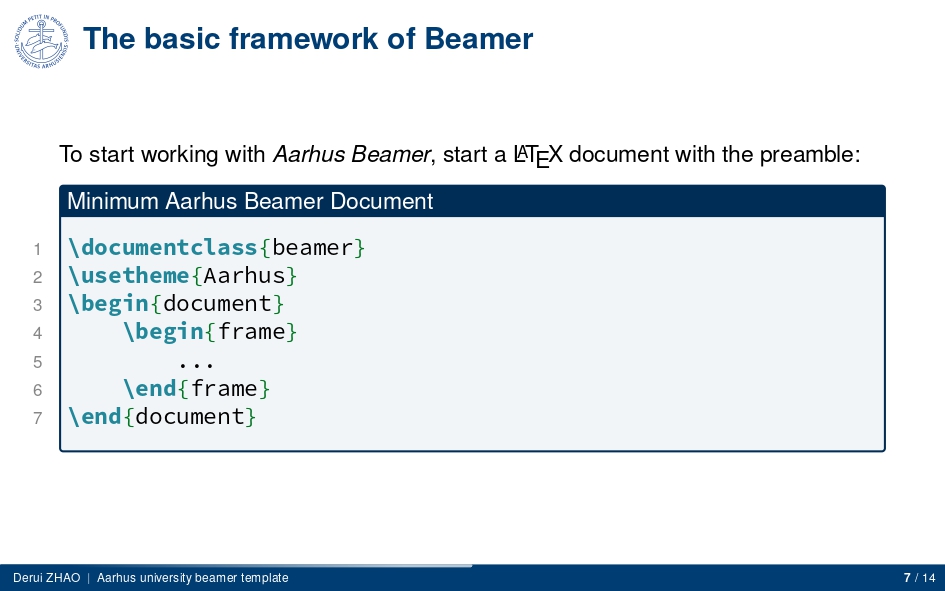 SOLIDUM PETIT IN PROFUNDIS
UNIVERSITAS ARHUSIENSIS
The basic framework of Beamer
To start working with Aarhus Beamer, start a LATEX document with the preamble:
Minimum Aarhus Beamer Document
1 \documentclass{beamer}
2 \usetheme{Aarhus}
3 \begin{document}
4     \begin{frame}
5         ...
6     \end{frame}
7 \end{document}
Derui ZHAO | Aarhus university beamer template 7 / 14